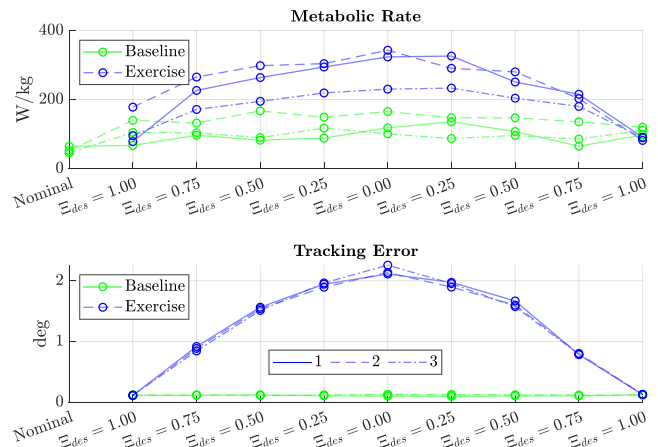 Metabolic Rate
W/kg
400
200
0
Baseline
Exercise
Nominal
Ξdes = 1.00
Ξdes = 0.75
Ξdes = 0.50
Ξdes = 0.25
Ξdes = 0.00
Ξdes = 0.25
Ξdes = 0.50
Ξdes = 0.75
Ξdes = 1.00
Tracking Error
deg
2
1
0
Baseline
Exercise
1 2 3
Nominal
Ξdes = 1.00
Ξdes = 0.75
Ξdes = 0.50
Ξdes = 0.25
Ξdes = 0.00
Ξdes = 0.25
Ξdes = 0.50
Ξdes = 0.75
Ξdes = 1.00